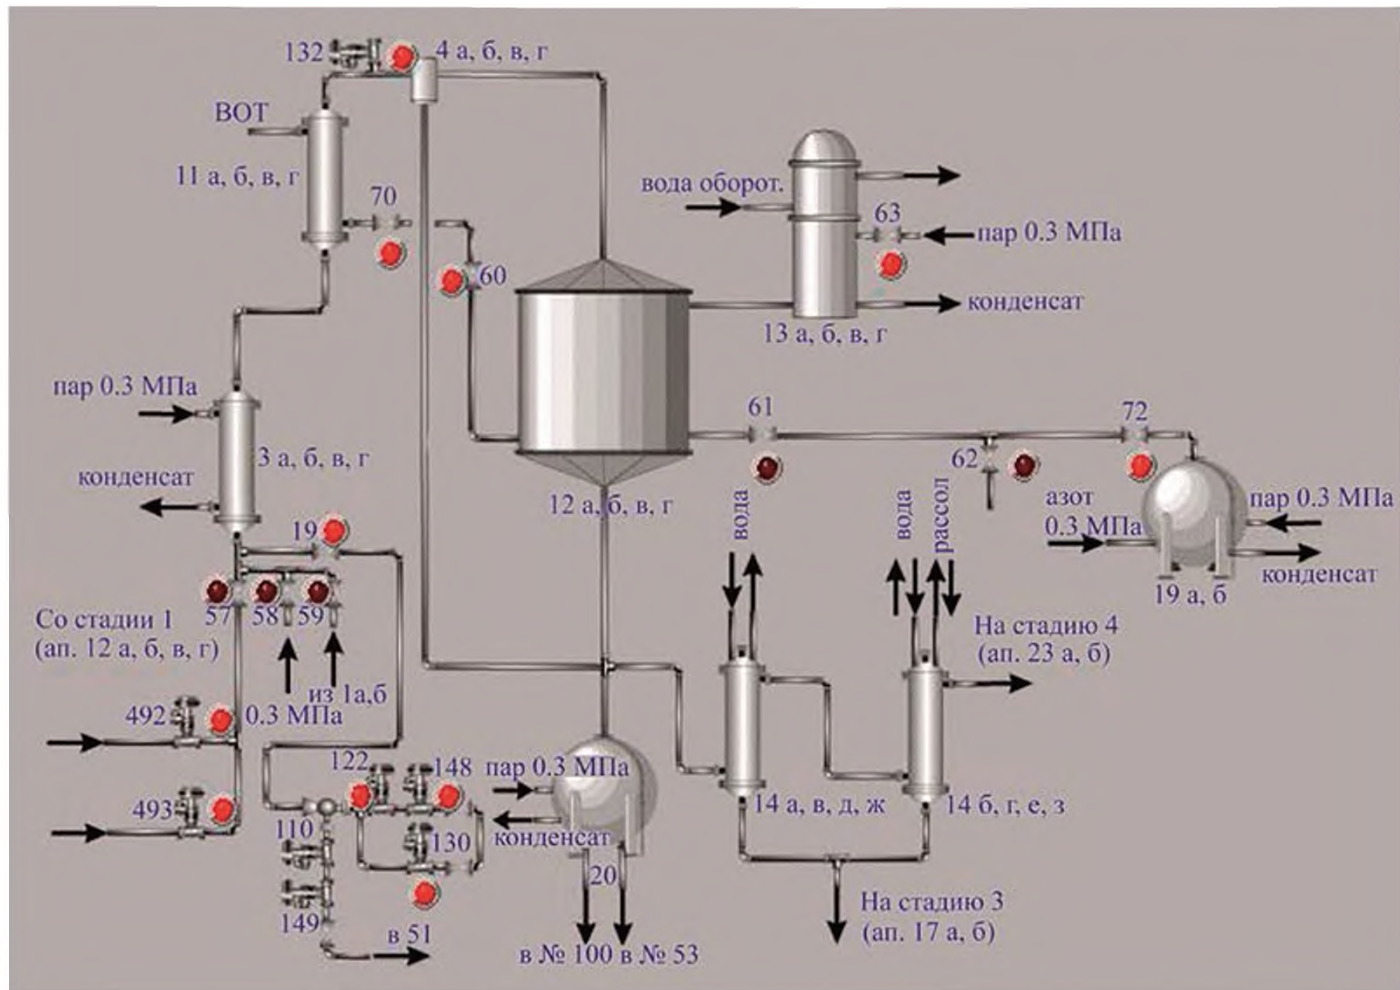 132
4 а, б, в, г
ВОТ
11 а, б, в, г
70
60
вода оборот.
63
пар 0.3 МПа
конденсат
13 а, б, в, г
пар 0.3 МПа
3 а, б, в, г
конденсат
61
72
62
12 а, б, в, г
азот
0.3 МПа
пар 0.3 МПа
конденсат
19 а, б
вода
вода
рассол
19
57
58
59
Со стадии 1
(ап. 12 а, б, в, г)
из 1а,б
0.3 МПа
492
493
На стадию 4
(ап. 23 а, б)
122
148
110
130
149
в 51
пар 0.3 МПа
конденсат
20
в № 100 в № 53
14 а, в, д, ж
14 б, г, е, з
На стадию 3
(ап. 17 а, б)